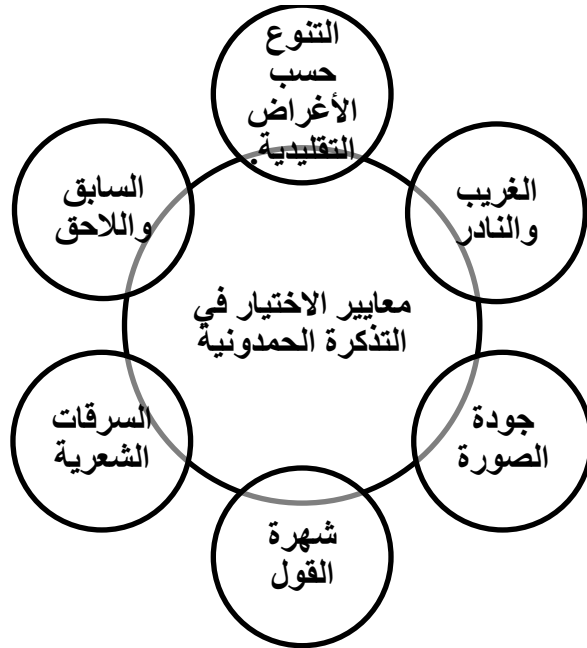 التنوع
حسب
الأغراض
التقليدية.
الغريب
والنادر
السابق
واللاحق
معايير الاختيار في
التذكرة الحمدونية
جودة
الصورة
السرقات
الشعرية
شهرة
القول